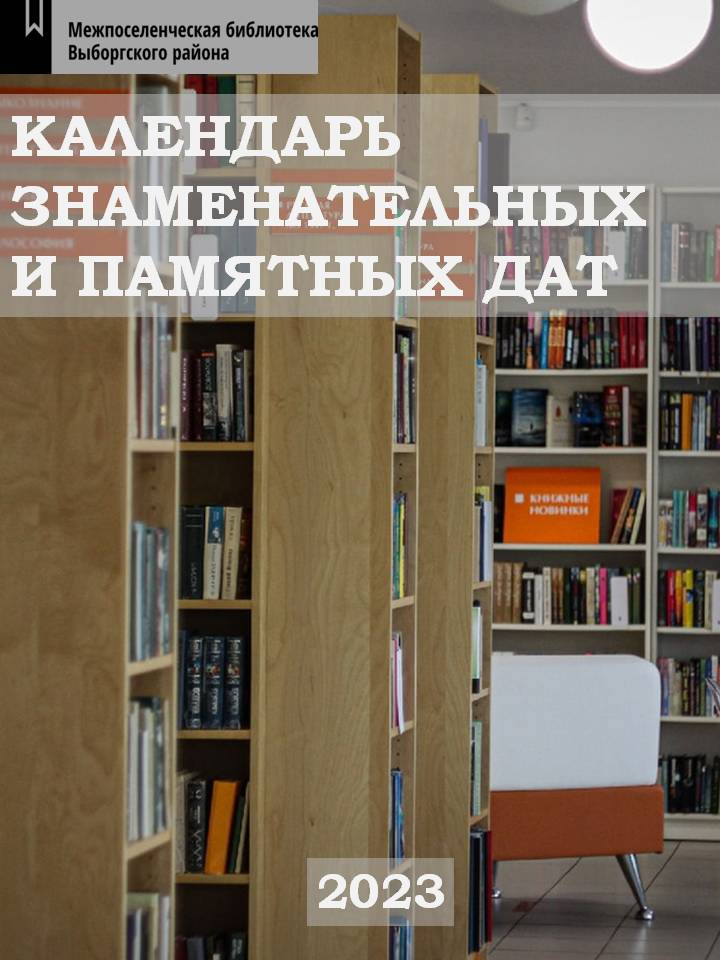 Межпоселенческая библиотека
Выборгского района
КАЛЕНДАРЬ
ЗНАМЕНАТЕЛЬНЫХ
И ПАМЯТНЫХ ДАТ
КНИЖНЫЕ
НОВИНКИ
2023